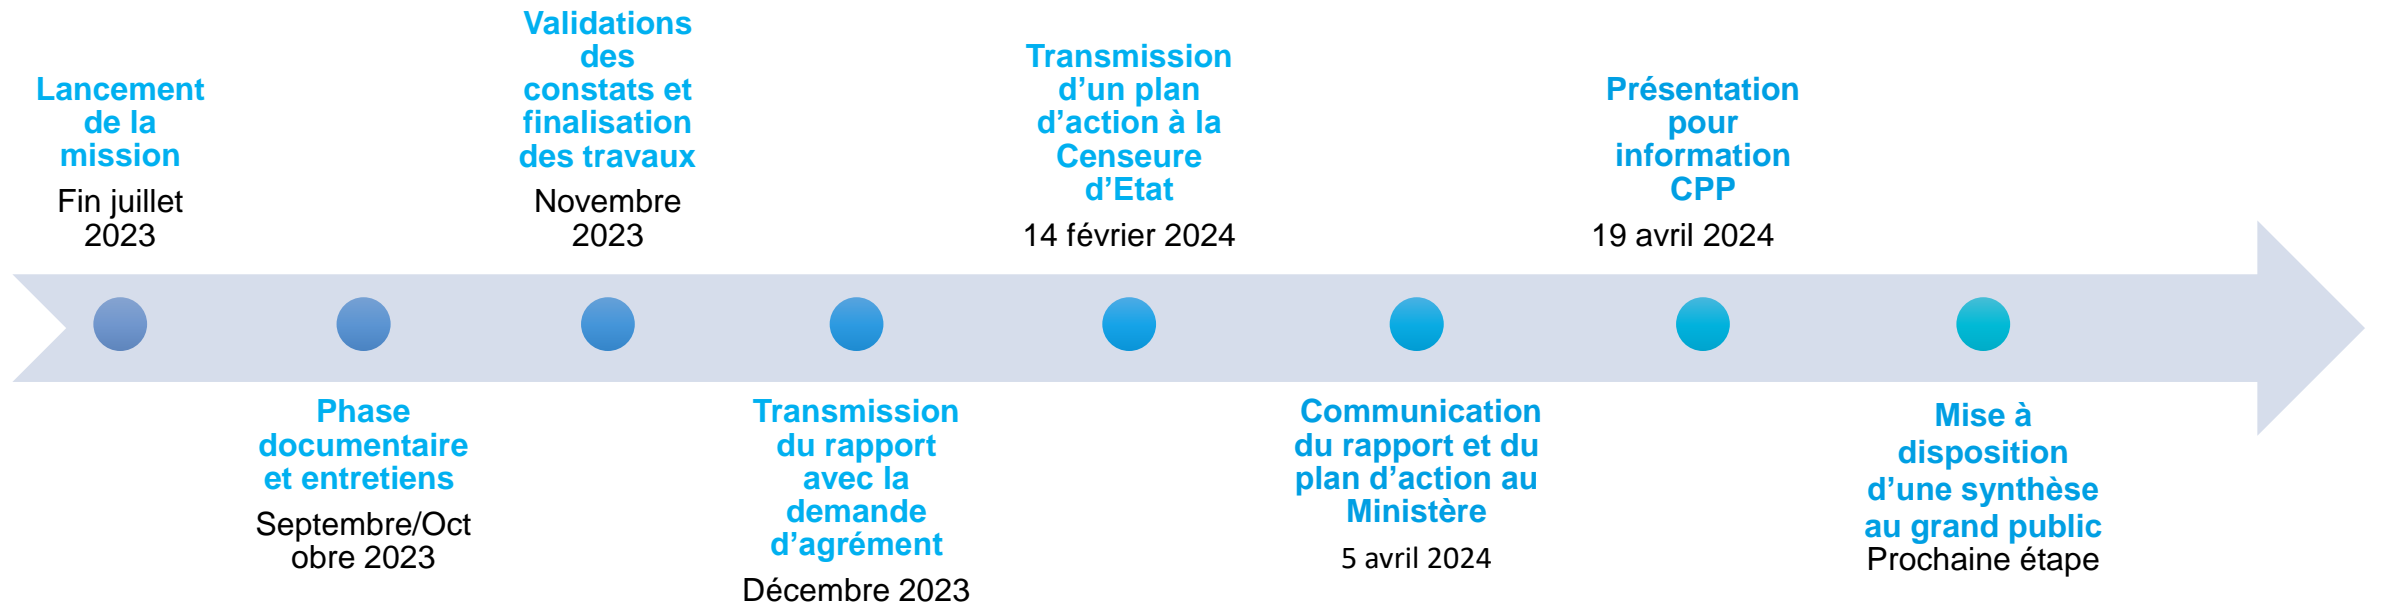 Lancement
de la
mission
Fin juillet
2023
Phase
documentaire
et entretiens
Septembre/Oct
obre 2023
Validations
des
constats et
finalisation
des travaux
Novembre
2023
Transmission
du rapport
avec la
demande
d’agrément
Décembre 2023
Transmission
d’un plan
d’action à la
Censeure
d’Etat
14 février 2024
Communication
du rapport et du
plan d’action au
Ministère
5 avril 2024
Présentation
pour
information
CPP
19 avril 2024
Mise à
disposition
d’une synthèse
au grand public
Prochaine étape